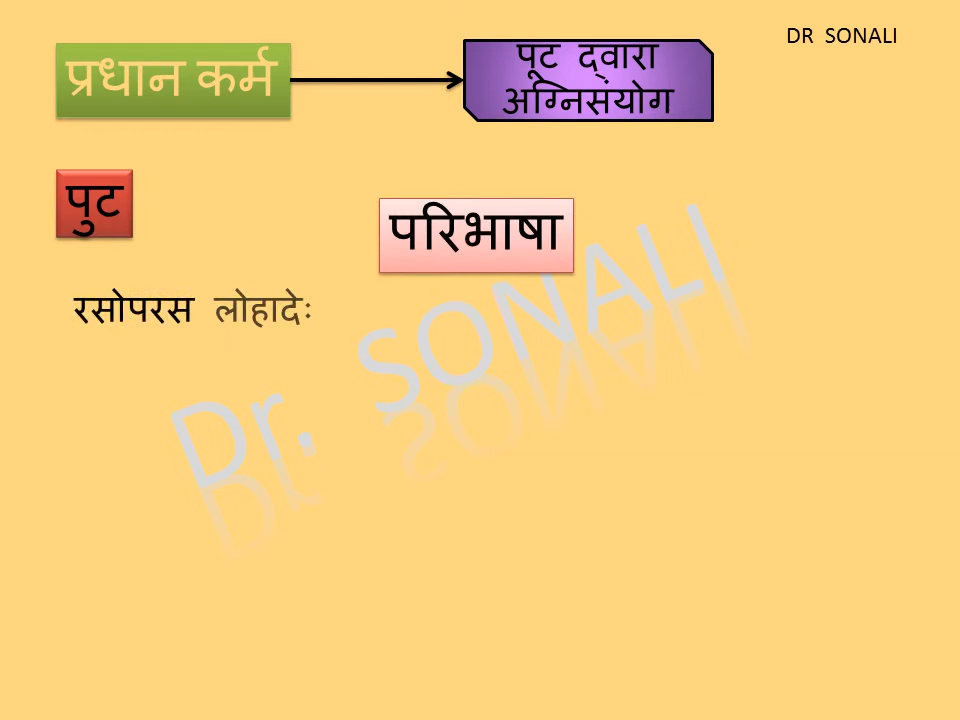 DR SONALI
प्रधान कर्म
पूट द्वारा
अग्निसंयोग
पुट
परिभाषा
रसोपरस लोहादेः
Dr. SONALI